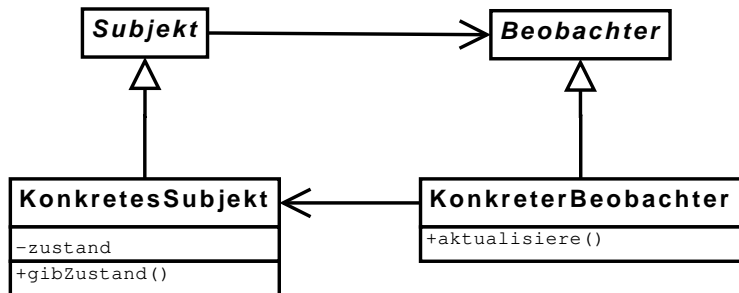 Subjekt
Beobachter
KonkretesSubjekt
-zustand
+gibZustand()
KonkreterBeobachter
+aktualisiere()